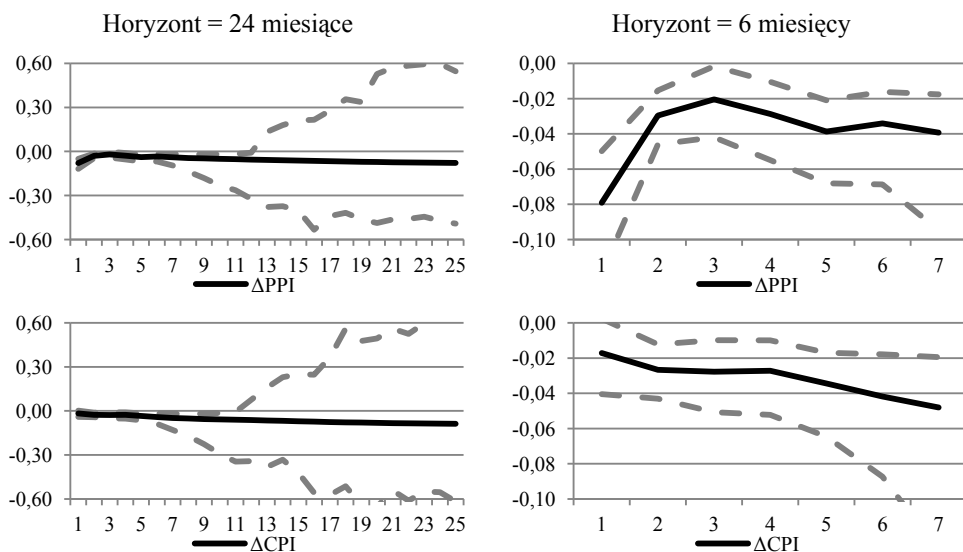 Horyzont = 24 miesiące
0,60
0,30
0,00
-0,30
-0,60
1 3 5 7 9 11 13 15 17 19 21 23 25
ΔPPI
Horyzont = 6 miesięcy
0,00
-0,02
-0,04
-0,06
-0,08
-0,10
1 2 3 4 5 6 7
ΔPPI
0,60
0,30
0,00
-0,30
-0,60
1 3 5 7 9 11 13 15 17 19 21 23 25
ΔCPI
0,00
-0,02
-0,04
-0,06
-0,08
-0,10
1 2 3 4 5 6 7
ΔCPI